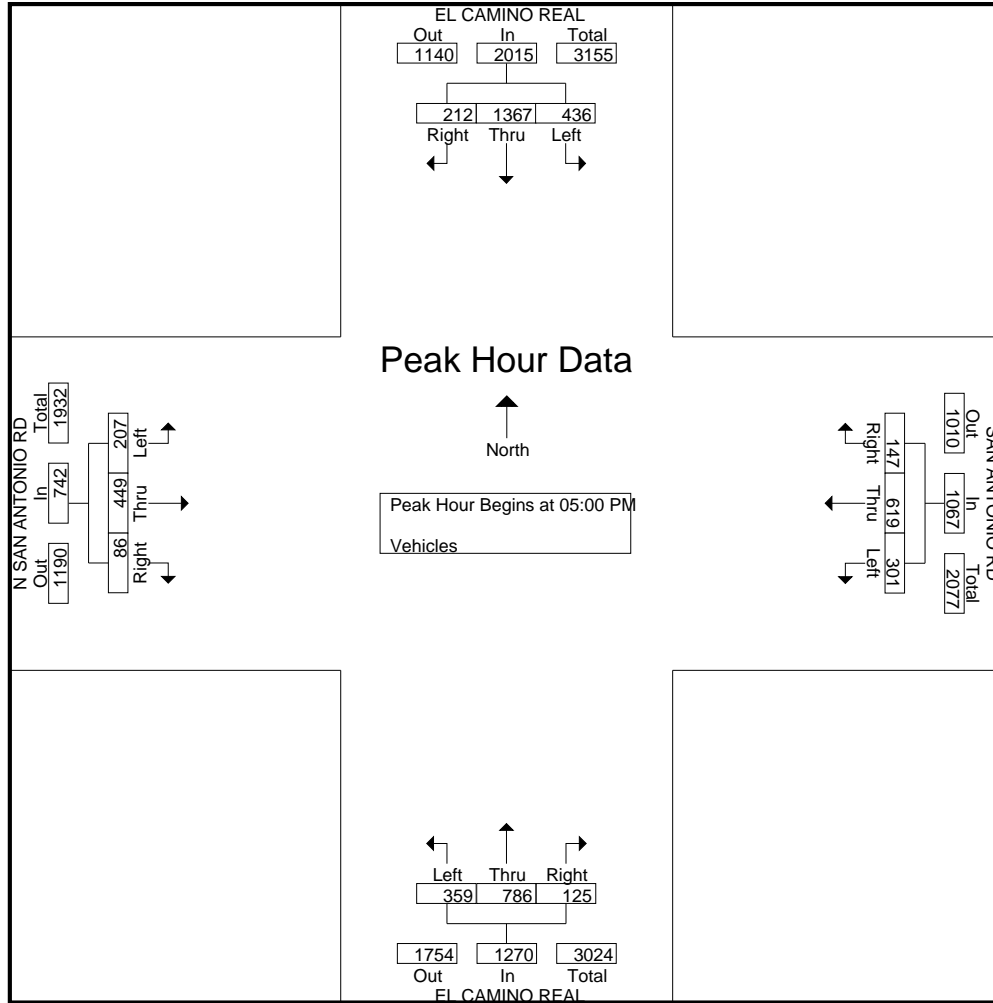 EL CAMINO REAL
Out In Total
1140 2015 3155
212 1367 436
Right Thru Left
Peak Hour Data
North
Peak Hour Begins at 05:00 PM
Vehicles
N SAN ANTONIO RD
Out In Total
1190 742 1932
86 449 207
Right Thru Left
SAN ANTONIO RD
Out In Total
1010 1067 2077
147 619 301
Right Thru Left
Left Thru Right
359 786 125
1754 1270 3024
Out In Total
EL CAMINO REAL